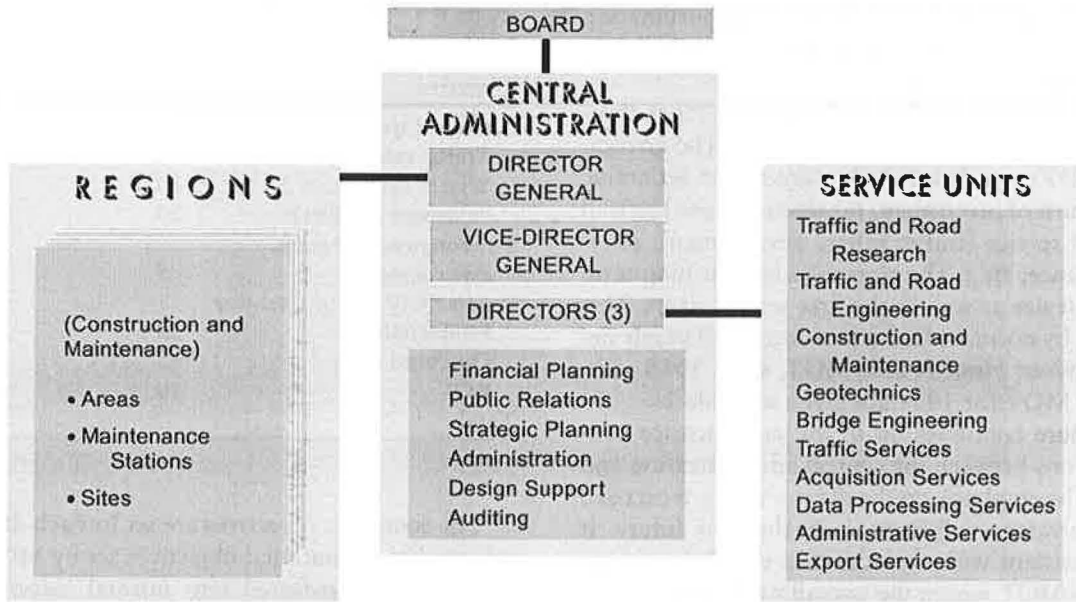 BOARD
CENTRAL
ADMINISTRATION
DIRECTOR
GENERAL
VICE-DIRECTOR
GENERAL
DIRECTORS (3)
Financial Planning
Public Relations
Strategic Planning
Administration
Design Support
Auditing
REGIONS
(Construction and
Maintenance)
• Areas
• Maintenance
Stations
• Sites
SERVICE UNITS
Traffic and Road
Research
Traffic and Road
Engineering
Construction and
Maintenance
Geotechnics
Bridge Engineering
Traffic Services
Acquisition Services
Data Processing Services
Administrative Services
Export Services